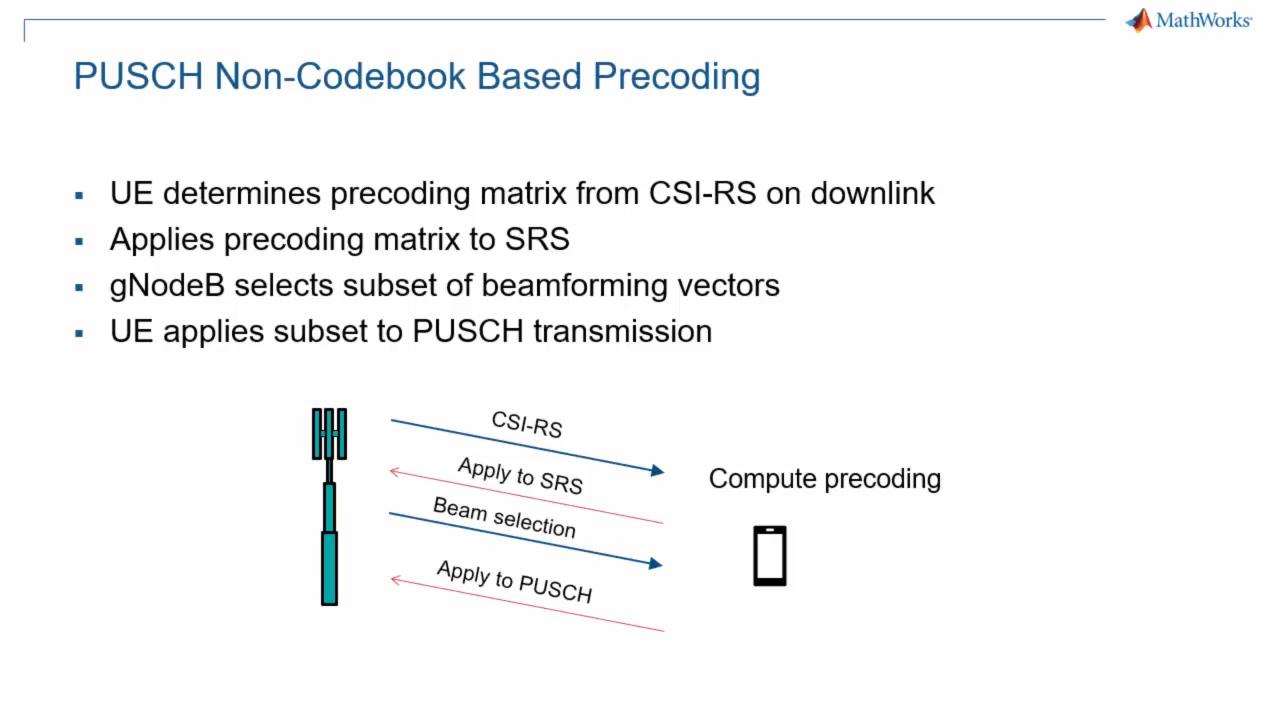 MathWorks
PUSCH Non-Codebook Based Precoding
UE determines precoding matrix from CSI-RS on downlink
Applies precoding matrix to SRS
gNodeB selects subset of beamforming vectors
UE applies subset to PUSCH transmission
CSI-RS
Apply to SRS
Compute precoding
Beam selection
Apply to PUSCH